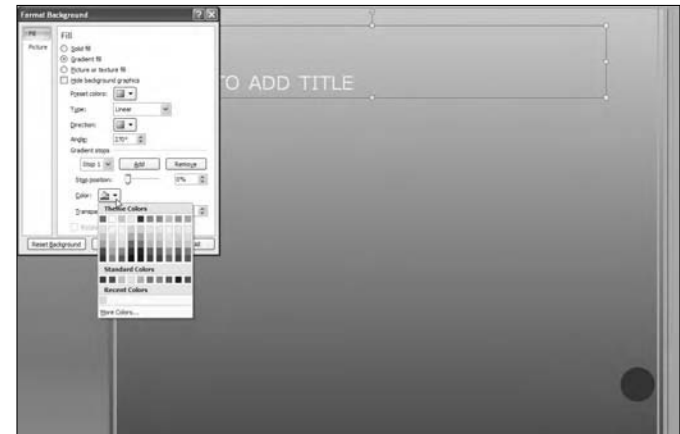 Format Background
Fill
Picture
Fill
Solid fill
Gradient fill
Picture or texture fill
Hide background graphics
Preset colors:
Type: Linear
Direction:
Angle: 270°
Gradient stops
Stop 1 Add Remove
Stop position: 0%
Color:
Theme Colors
Standard Colors
Recent Colors
More Colors...
Reset Background
TO ADD TITLE